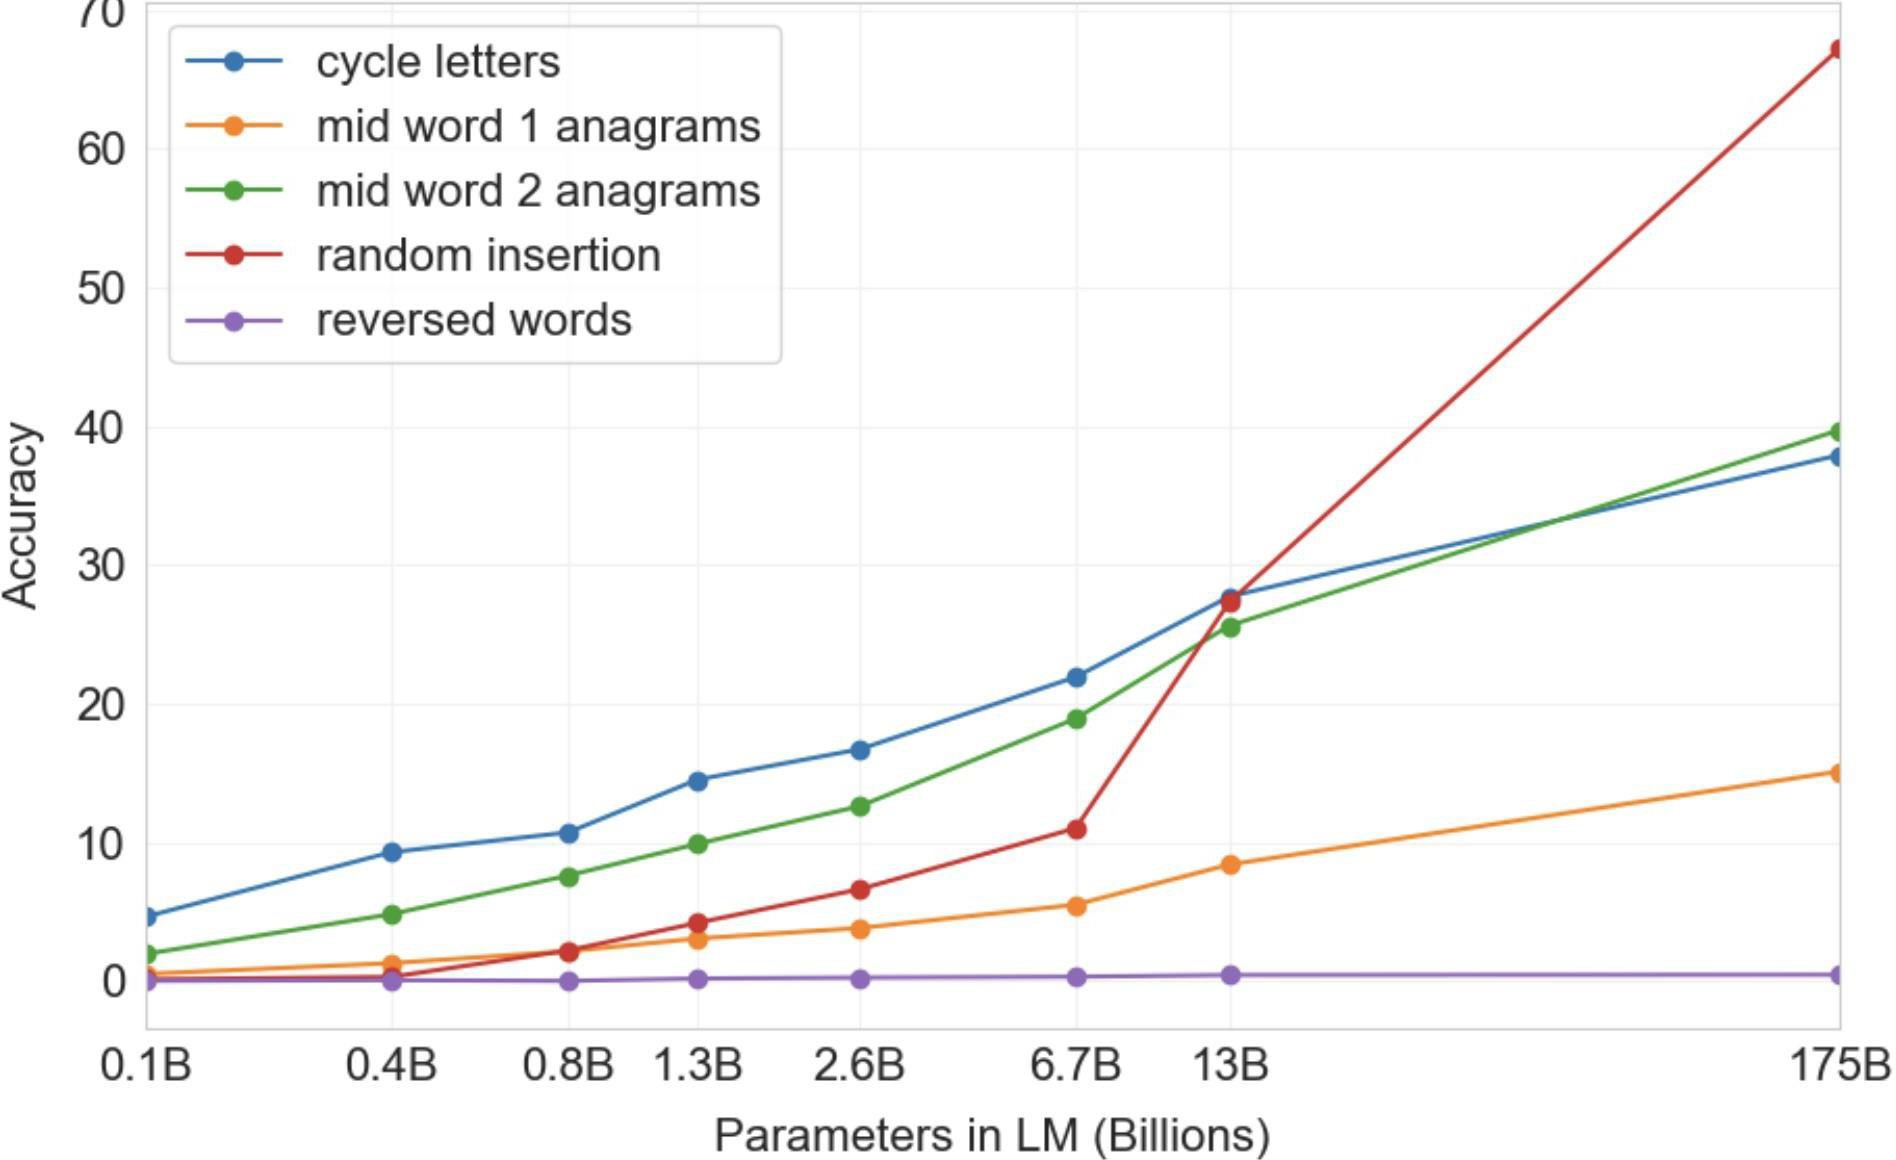 70
60
50
40
30
20
10
0
Accuracy
cycle letters
mid word 1 anagrams
mid word 2 anagrams
random insertion
reversed words
0.1B 0.4B 0.8B 1.3B 2.6B 6.7B 13B 175B
Parameters in LM (Billions)